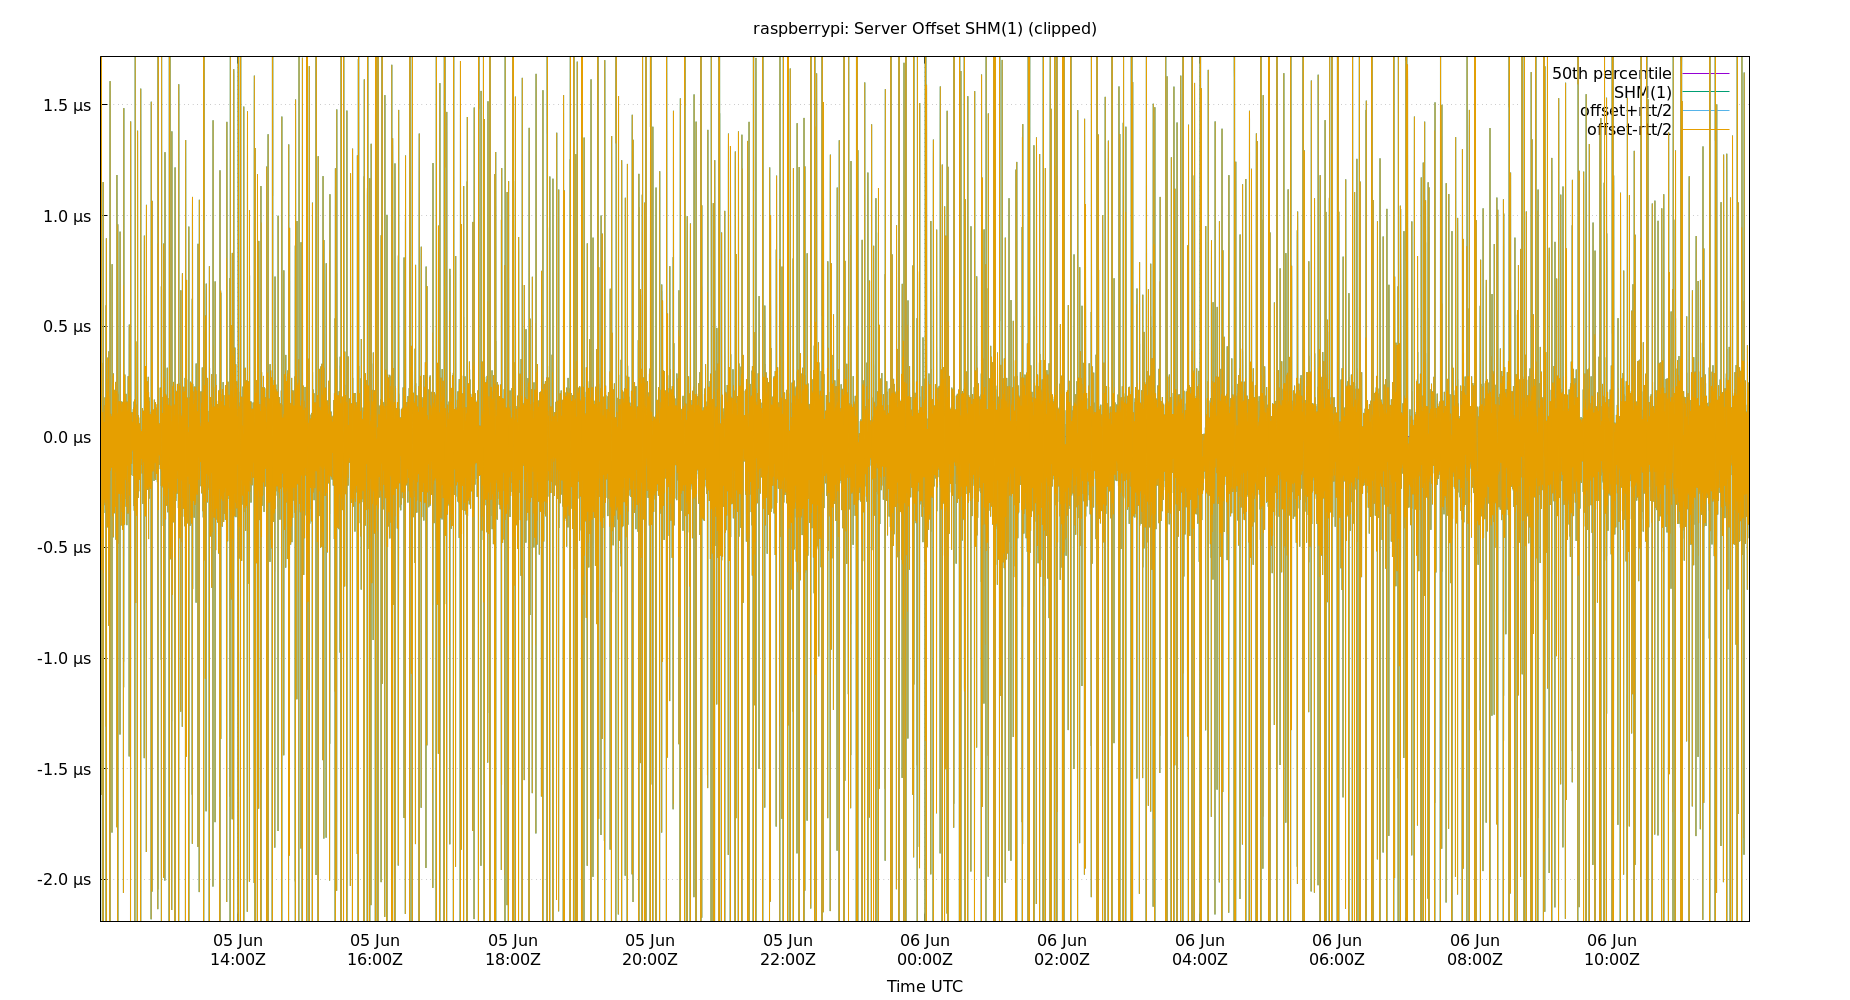 raspberrypi: Server Offset SHM(1) (clipped)
50th percentile
SHM(1)
offset+rtt/2
offset-rtt/2
1.5 µs
1.0 µs
0.5 µs
0.0 µs
-0.5 µs
-1.0 µs
-1.5 µs
-2.0 µs
05 Jun 05 Jun 05 Jun 05 Jun 05 Jun 06 Jun 06 Jun 06 Jun 06 Jun 06 Jun 06 Jun
14:00Z 16:00Z 18:00Z 20:00Z 22:00Z 00:00Z 02:00Z 04:00Z 06:00Z 08:00Z 10:00Z
Time UTC